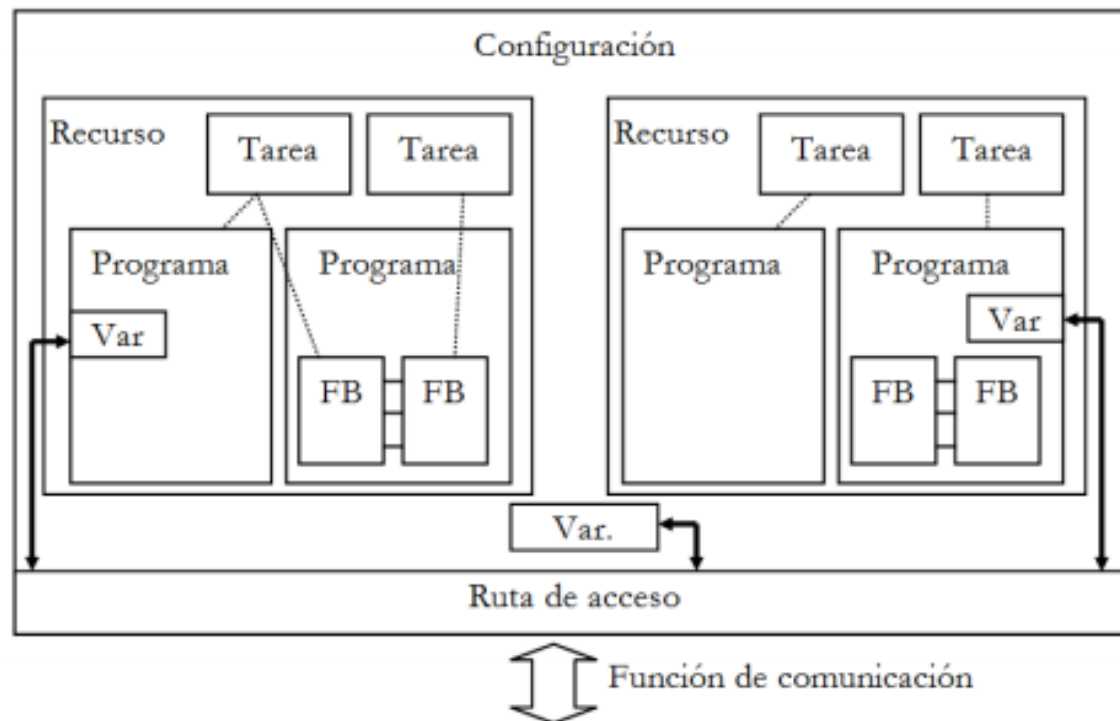 Configuración
Recurso
Tarea
Tarea
Programa
Programa
Var
FB
FB
Recurso
Tarea
Tarea
Programa
Programa
Var
FB
FB
Var.
Ruta de acceso
Función de comunicación